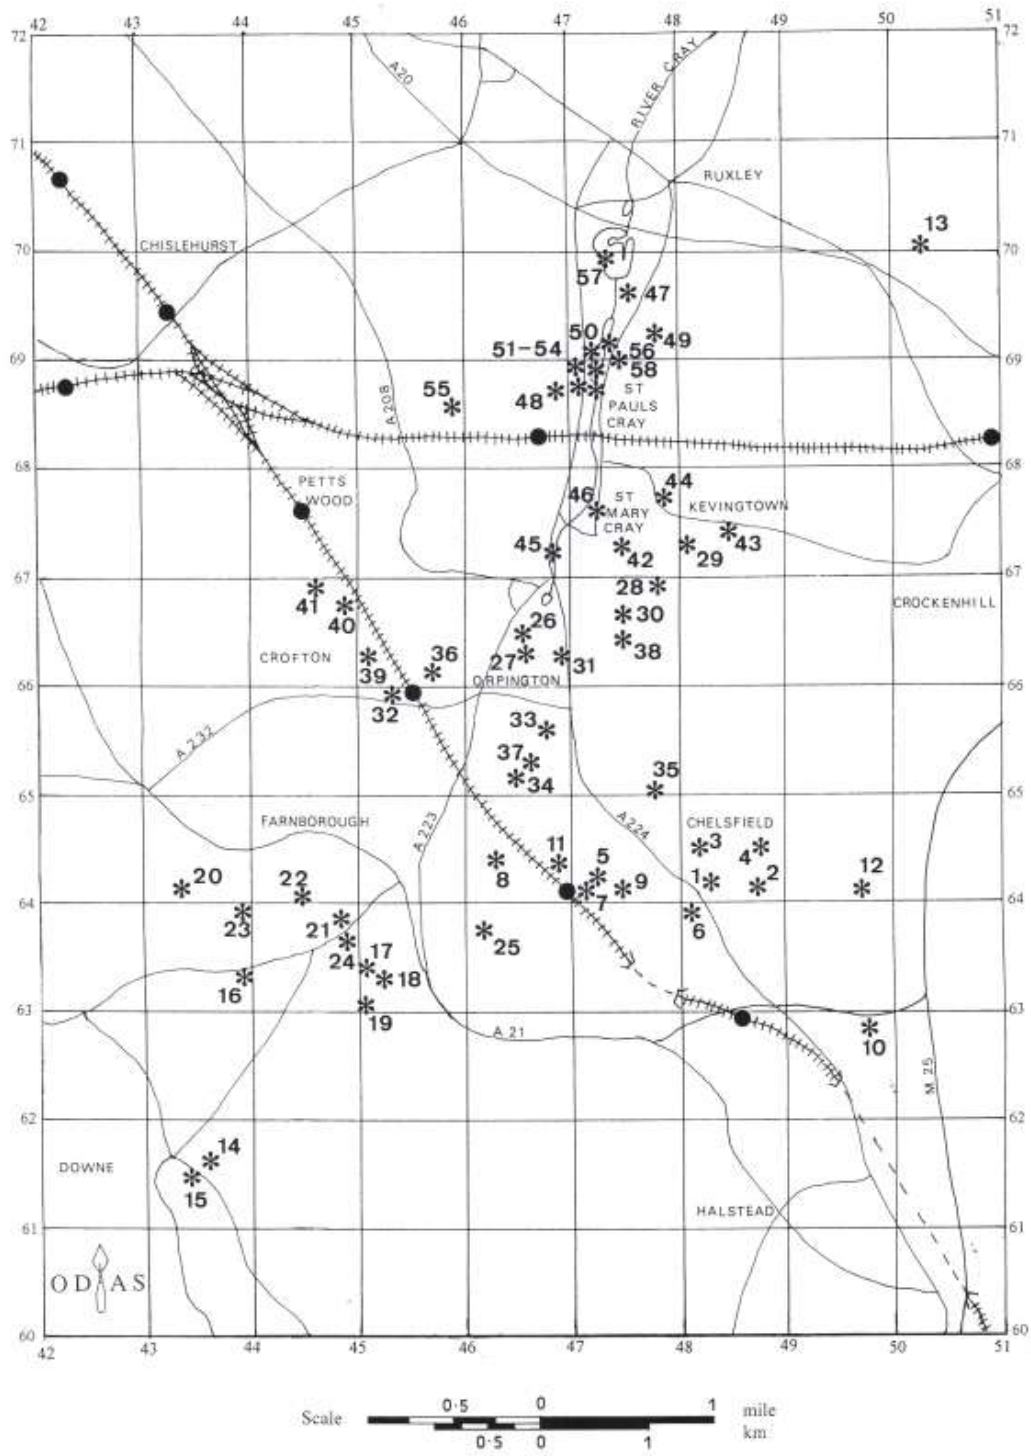 42 43 44 45 46 47 48 49 50 51
72 72
A20
RIVER CRAY
71 71
RUXLEY
13
CHISLEHURST
70 70
57
47
50
49
51-54
56
69 69
58
55
48
ST
PAULS
CRAY
A208
68 68
PETTS
WOOD
46
ST
MARY
CRAY
44
KEVINGTOWN
45
42
29
43
67 67
28
CROCKENHILL
41
40
26
30
CROFTON
39
36
27
31
38
ORPINGTON
66 66
32
A 232
33
37
34
35
65 65
FARNBOROUGH
A 223
A224
CHELSFIELD
3
4
11
5
20
22
8
7
9
1
2
12
64 64
23
21
6
24
17
25
16
18
63 63
19
A 21
10
M 25
62 62
DOWNE
14
15
HALSTEAD
61 61
ODAS
60 60
42 43 44 45 46 47 48 49 50 51
Scale
0·5 0 1 mile
0·5 0 1 km